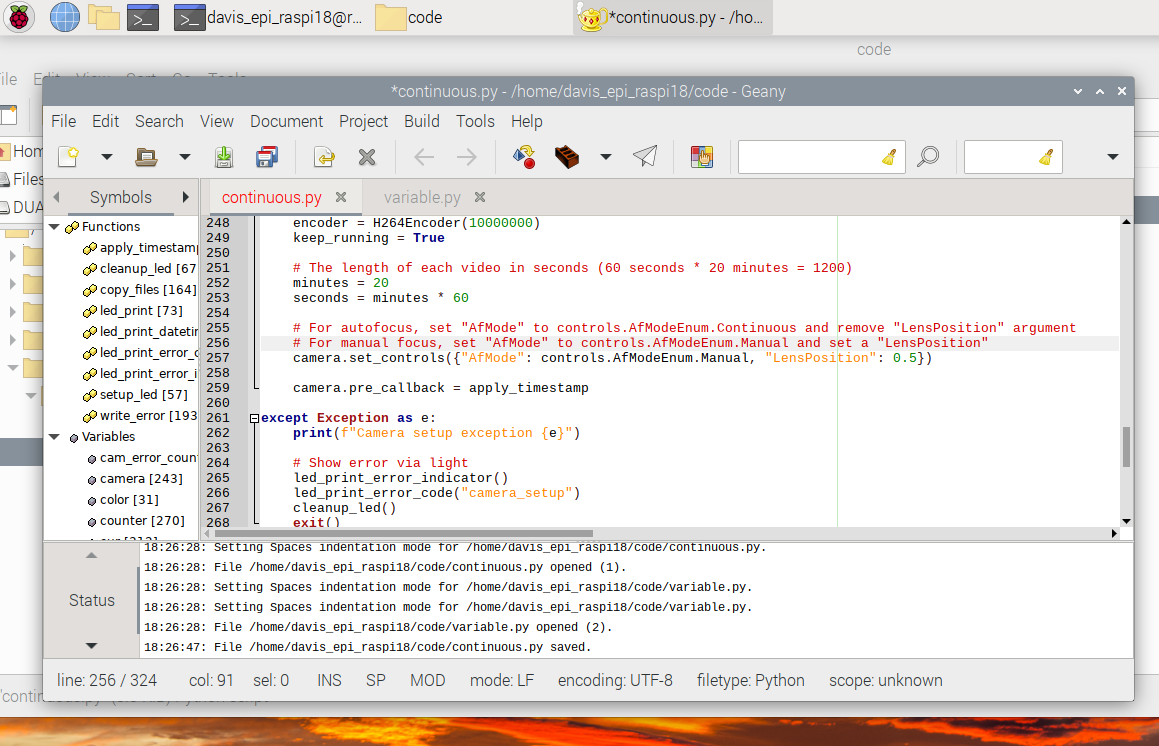 davis_epi_raspi18@r...
code
*continuous.py - /ho...
code
Edit View Sort Go Tools
*continuous.py - /home/davis_epi_raspi18/code - Geany
File Edit Search View Document Project Build Tools Help
Hom
Files
DUA
Symbols
continuous.py
variable.py
Functions
apply_timestamp
cleanup_led [67
copy_files [164]
led_print [73]
led_print_datetin
led_print_error_c
led_print_error_i
setup_led [57]
write_error [193
Variables
cam_error_coun
camera [243]
color [31]
counter [270]
248 encoder = H264Encoder(10000000)
249 keep_running = True
250
251 # The length of each video in seconds (60 seconds * 20 minutes = 1200)
252 minutes = 20
253 seconds = minutes * 60
254
255 # For autofocus, set "AfMode" to controls.AfModeEnum.Continuous and remove "LensPosition" argument
256 # For manual focus, set "AfMode" to controls.AfModeEnum.Manual and set a "LensPosition"
257 camera.set_controls({"AfMode": controls.AfModeEnum.Manual, "LensPosition": 0.5})
258
259 camera.pre_callback = apply_timestamp
260
261 except Exception as e:
262 print(f"Camera setup exception {e}")
263
264 # Show error via light
265 led_print_error_indicator()
266 led_print_error_code("camera_setup")
267 cleanup_led()
268 exit()
Status
18:26:28: Setting Spaces indentation mode for /home/davis_epi_raspi18/code/continuous.py.
18:26:28: File /home/davis_epi_raspi18/code/continuous.py opened (1).
18:26:28: Setting Spaces indentation mode for /home/davis_epi_raspi18/code/variable.py.
18:26:28: Setting Spaces indentation mode for /home/davis_epi_raspi18/code/variable.py.
18:26:28: File /home/davis_epi_raspi18/code/variable.py opened (2).
18:26:47: File /home/davis_epi_raspi18/code/continuous.py saved.
line: 256 / 324 col: 91 sel: 0 INS SP MOD mode: LF encoding: UTF-8 filetype: Python scope: unknown